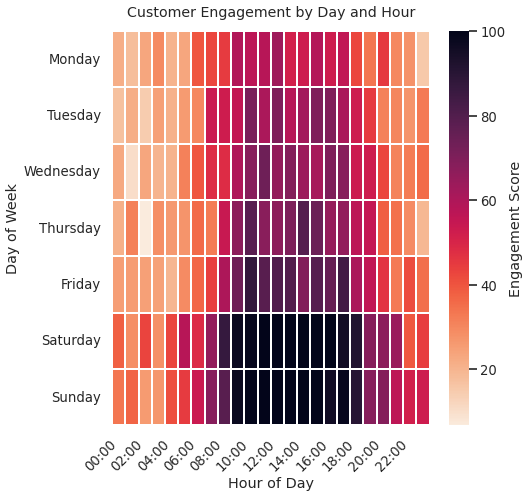 Customer Engagement by Day and Hour
Day of Week
Monday
Tuesday
Wednesday
Thursday
Friday
Saturday
Sunday
00:00
02:00
04:00
06:00
08:00
10:00
12:00
14:00
16:00
18:00
20:00
22:00
Hour of Day
100
80
60
40
20
Engagement Score